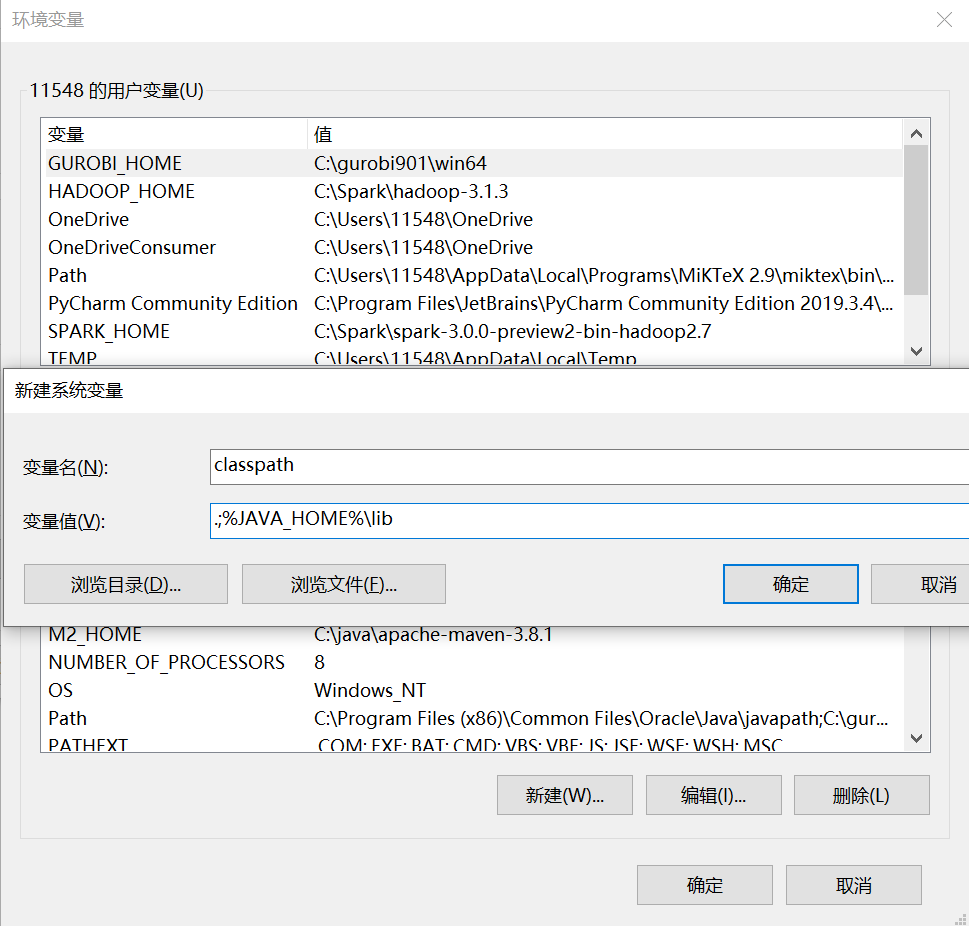 环境变量
11548 的用户变量(U)
变量 值
GUROBI_HOME C:\gurobi901\win64
HADOOP_HOME C:\Spark\hadoop-3.1.3
OneDrive C:\Users\11548\OneDrive
OneDriveConsumer C:\Users\11548\OneDrive
Path C:\Users\11548\AppData\Local\Programs\MiKTeX 2.9\miktex\bin\...
PyCharm Community Edition C:\Program Files\JetBrains\PyCharm Community Edition 2019.3.4\...
SPARK_HOME C:\Spark\spark-3.0.0-preview2-bin-hadoop2.7
TEMP C:\Users\11548\AppData\Local\Temp
新建系统变量
变量名(N): classpath
变量值(V): .;%JAVA_HOME%\lib
浏览目录(D)... 浏览文件(F)... 确定 取消
M2_HOME C:\java\apache-maven-3.8.1
NUMBER_OF_PROCESSORS 8
OS Windows_NT
Path C:\Program Files (x86)\Common Files\Oracle\Java\javapath;C:\gur...
PATHEXT .COM;.EXE;.BAT;.CMD;.VBS;.VBE;.JS;.JSE;.WSF;.WSH;.MSC
新建(W)... 编辑(I)... 删除(L)
确定 取消